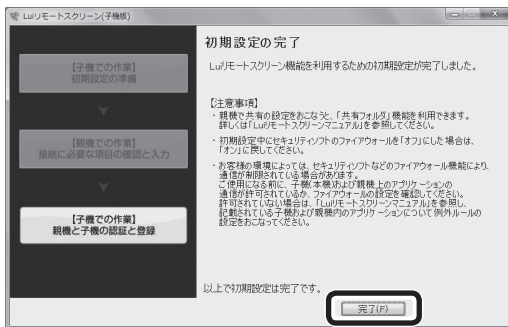 Luiリモートスクリーン(子機版)
【子機での作業】
初期設定の準備
【親機での作業】
接続に必要な項目の確認と入力
【子機での作業】
親機と子機の認証と登録
初期設定の完了
Luiリモートスクリーン機能を利用するための初期設定が完了しました。
【注意事項】
・親機で共有の設定をおこなうと、「共有フォルダ」機能を利用できます。
詳しくは「Luiリモートスクリーンマニュアル」を参照してください。
・初期設定中にセキュリティソフトのファイアウォールを「オフ」にした場合は、
「オン」に戻してください。
・お客様の環境によっては、セキュリティソフトなどのファイアウォール機能により、
通信が制限されている場合があります。
ご使用になる前に、子機(本機)および親機上のアプリケーションの
通信が許可されているか、ファイアウォールの設定を確認してください。
許可されていない場合は、「Luiリモートスクリーンマニュアル」を参照し、
記載されている子機および親機内のアプリケーションについて例外ルールの
設定をおこなってください。
以上で初期設定は完了です。
完了(F)